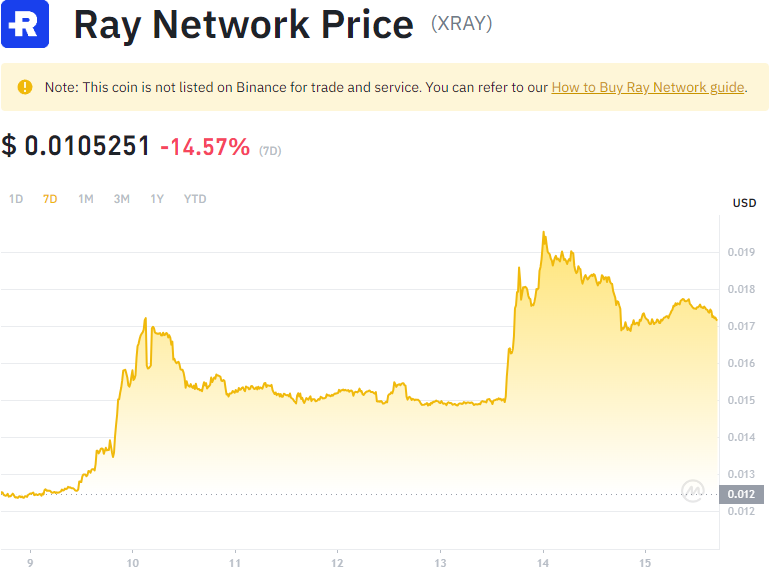 R
Ray Network Price (XRAY)
Note: This coin is not listed on Binance for trade and service. You can refer to our How to Buy Ray Network guide.
$ 0.0105251 -14.57% (7D)
1D 7D 1M 3M 1Y YTD
USD
0.019
0.018
0.017
0.016
0.015
0.014
0.013
0.012
0.012
9 10 11 12 13 14 15